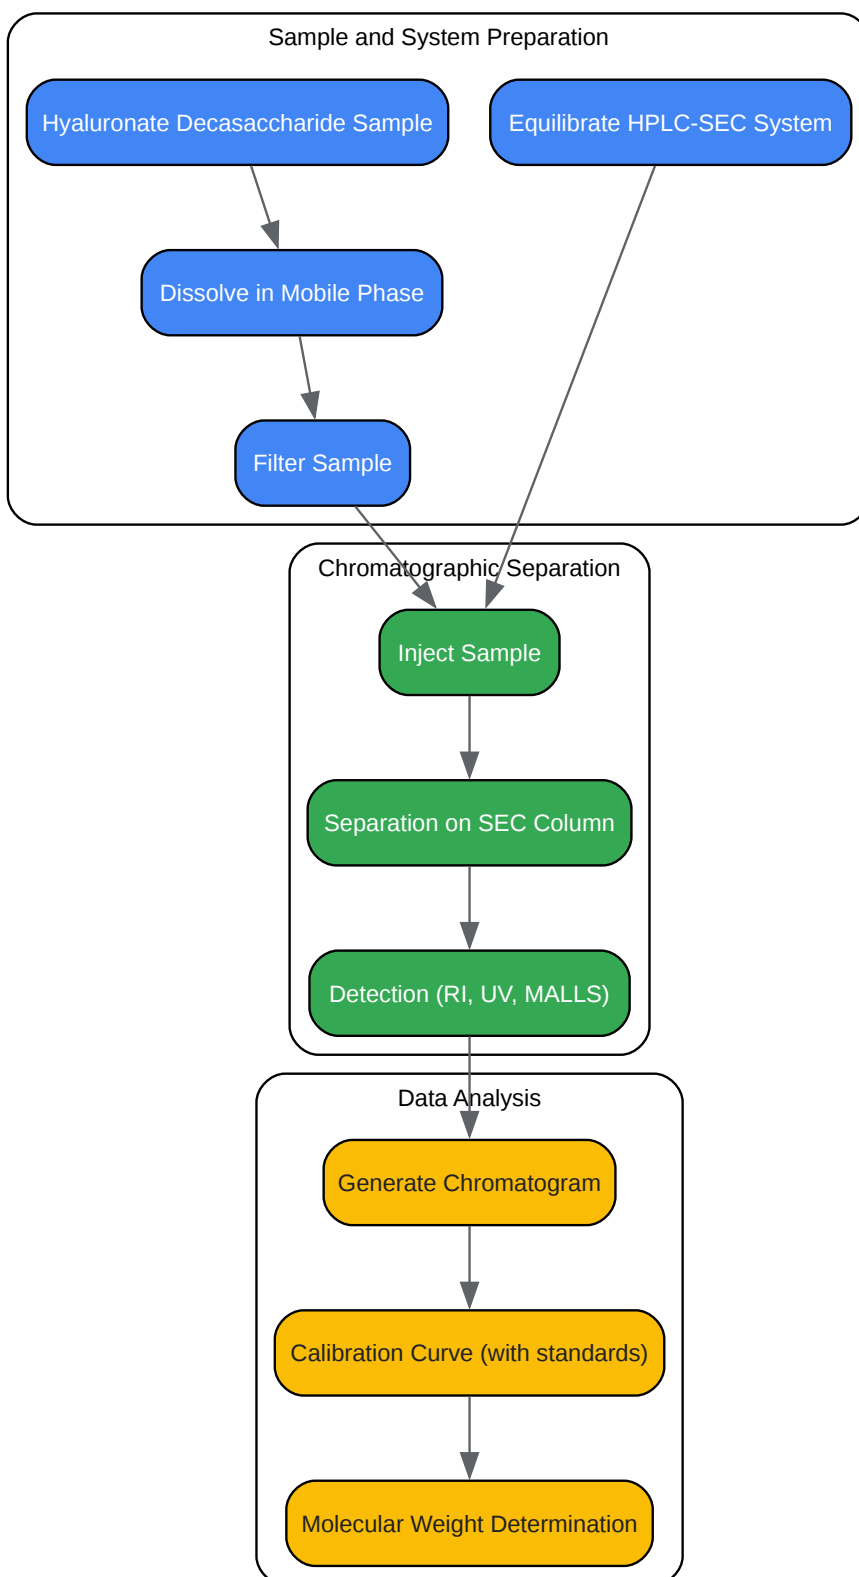 Sample and System Preparation
Hyaluronate Decasaccharide Sample
Equilibrate HPLC-SEC System
Dissolve in Mobile Phase
Filter Sample
Chromatographic Separation
Inject Sample
Separation on SEC Column
Detection (RI, UV, MALLS)
Data Analysis
Generate Chromatogram
Calibration Curve (with standards)
Molecular Weight Determination